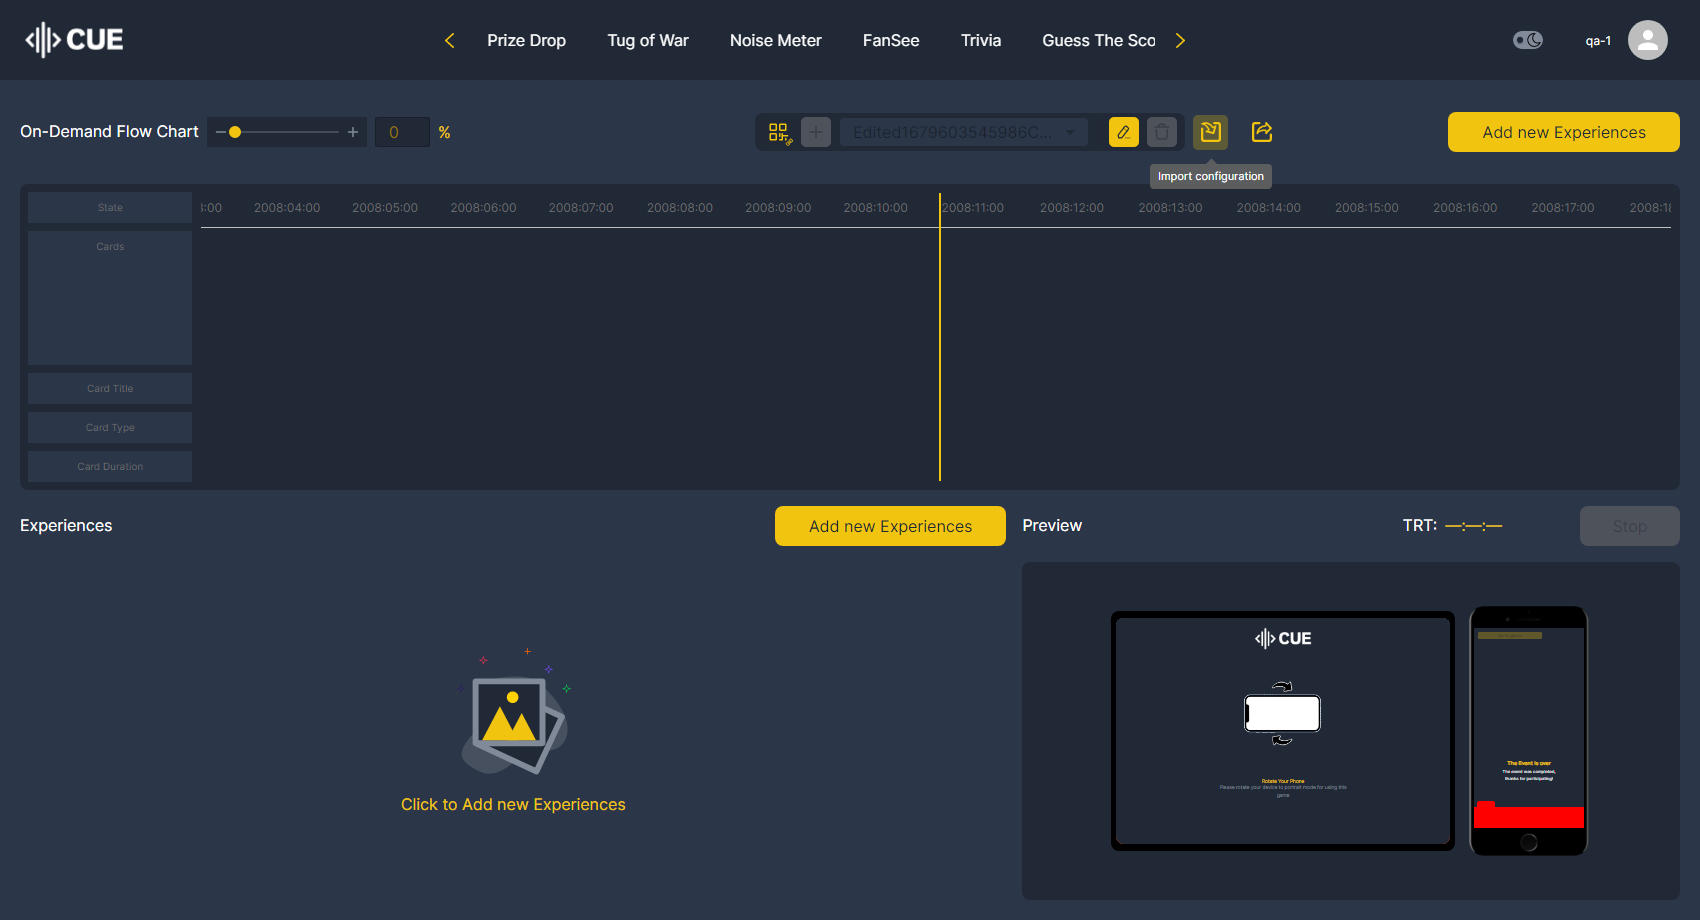 CUE
Prize Drop
Tug of War
Noise Meter
FanSee
Trivia
Guess The Sco
qa-1
On-Demand Flow Chart
0
%
Edited1679603545986C...
Add new Experiences
Import configuration
State
:00
2008:04:00
2008:05:00
2008:06:00
2008:07:00
2008:08:00
2008:09:00
2008:10:00
2008:11:00
2008:12:00
2008:13:00
2008:14:00
2008:15:00
2008:16:00
2008:17:00
2008:18
Cards
Card Title
Card Type
Card Duration
Experiences
Add new Experiences
Preview
TRT: —:—:—
Stop
CUE
Rotate Your Phone
Please rotate your device to portrait mode for using this
game
The Event is over
The event was completed,
thanks for participating!
Click to Add new Experiences